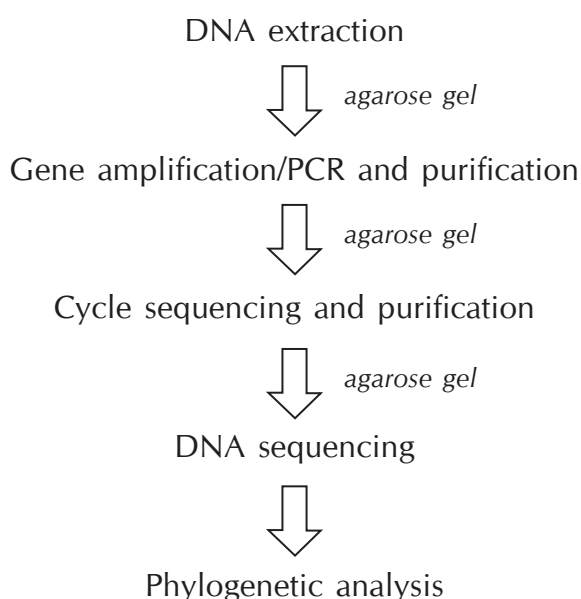 DNA extraction
agarose gel
Gene amplification/PCR and purification
agarose gel
Cycle sequencing and purification
agarose gel
DNA sequencing
Phylogenetic analysis